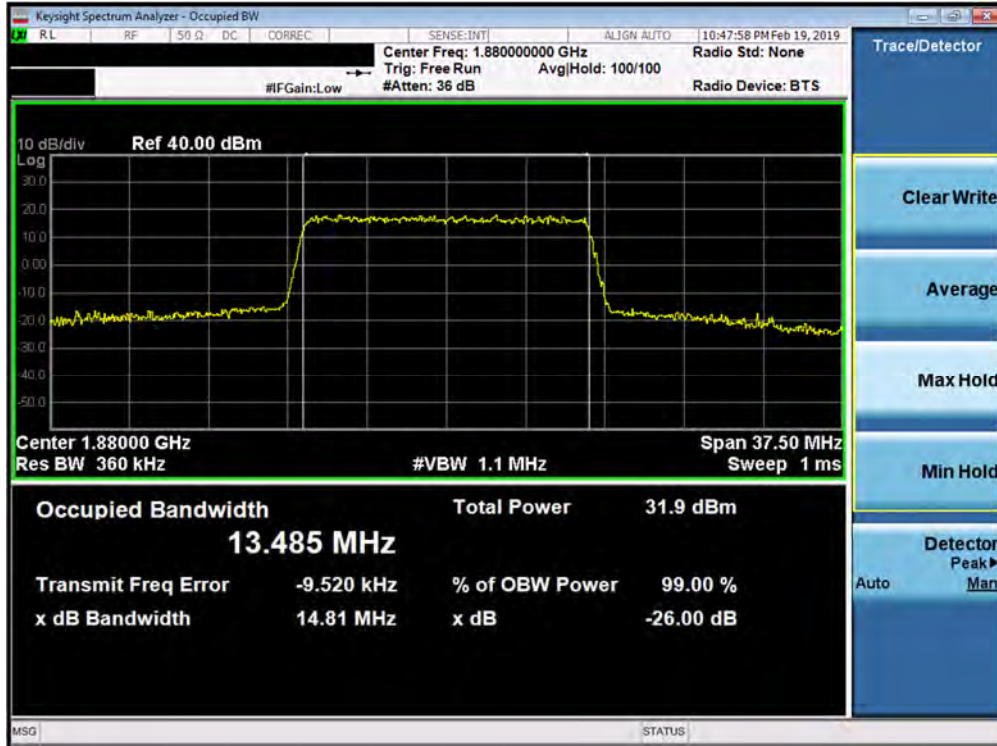 Keysight Spectrum Analyzer - Occupied BW
LXI RL RF 50 Ω DC CORREC SENSE:INT ALIGN AUTO 10:47:58 PM Feb 19, 2019
Center Freq: 1.880000000 GHz Radio Std: None
Trig: Free Run Avg|Hold: 100/100
#IFGain:Low #Atten: 36 dB Radio Device: BTS
Trace/Detector
10 dB/div Ref 40.00 dBm
Log
30.0
20.0
10.0
0.00
-10.0
-20.0
-30.0
-40.0
-50.0
Center 1.88000 GHz Span 37.50 MHz
Res BW 360 kHz #VBW 1.1 MHz Sweep 1 ms
Occupied Bandwidth Total Power 31.9 dBm
13.485 MHz
Transmit Freq Error -9.520 kHz % of OBW Power 99.00 %
x dB Bandwidth 14.81 MHz x dB -26.00 dB
Clear Write
Average
Max Hold
Min Hold
Detector
Peak▶
Auto Man
MSG STATUS